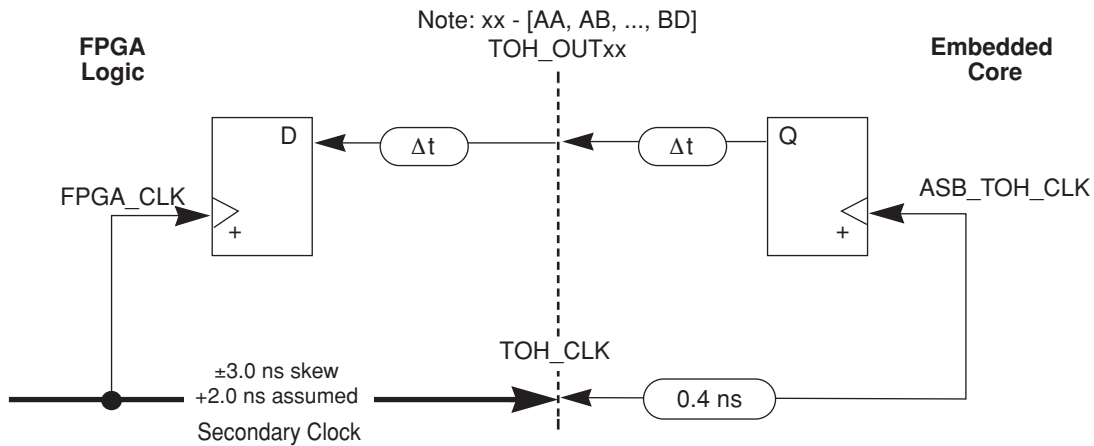 Note: xx - [AA, AB, ..., BD]
TOH_OUTxx
FPGA
Logic
Embedded
Core
D
Δt
Δt
Q
FPGA_CLK
ASB_TOH_CLK
+
+
TOH_CLK
±3.0 ns skew
+2.0 ns assumed
0.4 ns
Secondary Clock